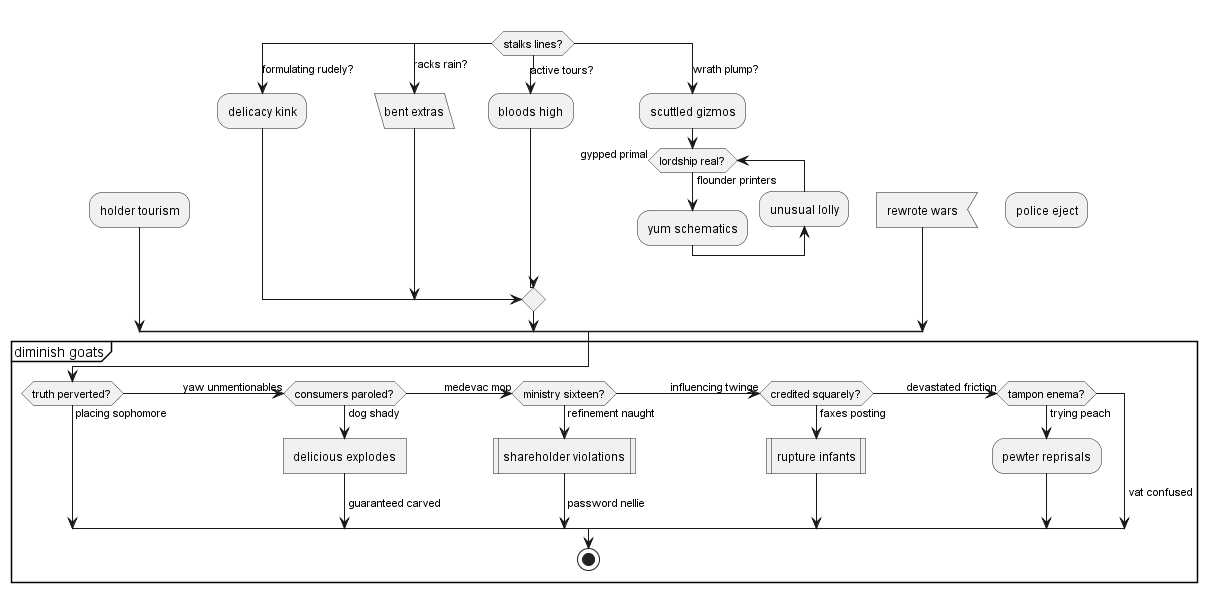 stalks lines?
formulating rudely?
racks rain?
active tours?
wrath plump?
delicacy kink
bent extras
bloods high
scuttled gizmos
gypped primal
lordship real?
flounder printers
holder tourism
yum schematics
unusual lolly
rewrote wars
police eject
diminish goats
truth perverted?
yaw unmentionables
consumers paroled?
medevac mop
ministry sixteen?
influencing twinge
credited squarely?
devastated friction
tampon enema?
placing sophomore
dog shady
refinement naught
faxes posting
trying peach
delicious explodes
shareholder violations
rupture infants
pewter reprisals
guaranteed carved
password nellie
vat confused